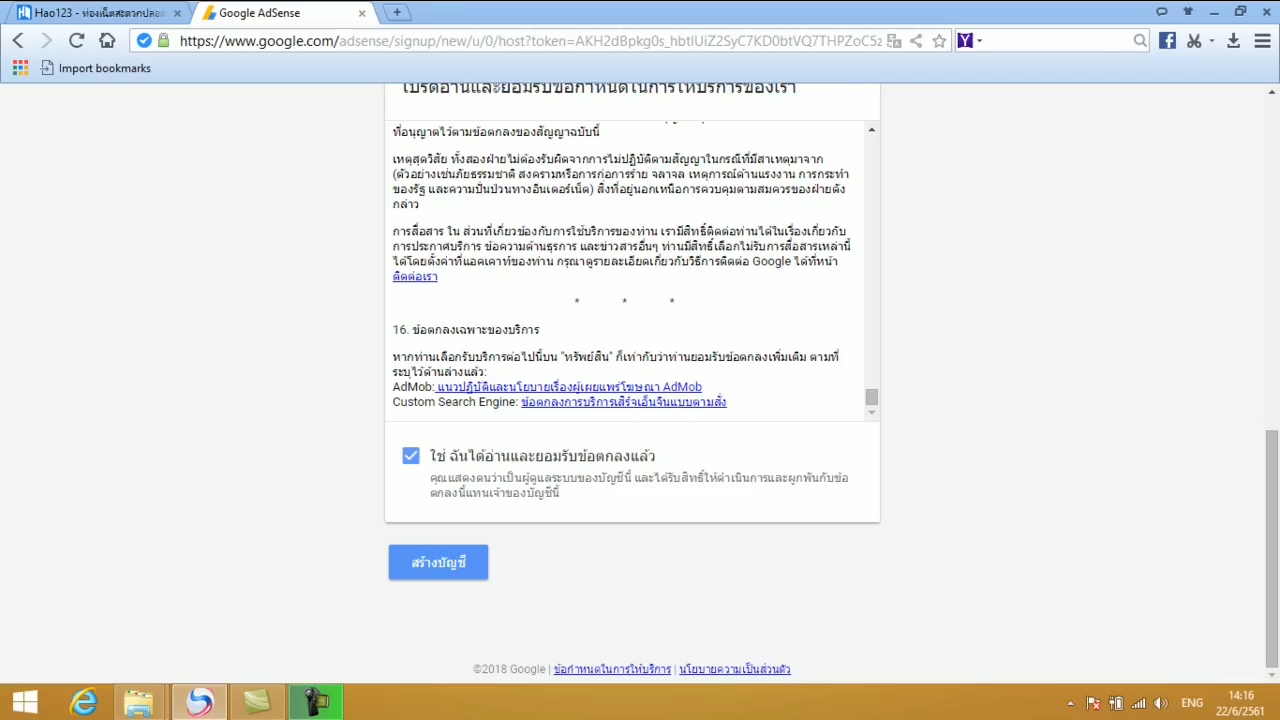 Hao123 - ท่องเน็ตสะดวกปลอด
Google AdSense
https://www.google.com/adsense/signup/new/u/0/host?token=AKH2dBpkg0s_hbtlUiZ2SyC7KD0btVQ7THPZoC5z
Import bookmarks
โปรดอ่านและยอมรับข้อกำหนดในการให้บริการของเรา
ที่อนุญาตไว้ตามข้อตกลงของสัญญาฉบับนี้
เหตุสุดวิสัย ทั้งสองฝ่ายไม่ต้องรับผิดจากการไม่ปฏิบัติตามสัญญาในกรณีที่มีสาเหตุมาจาก
(ตัวอย่างเช่นภัยธรรมชาติ สงครามหรือการก่อการร้าย จลาจล เหตุการณ์ด้านแรงงาน การกระทำ
ของรัฐ และความปั่นป่วนทางอินเตอร์เน็ต) สิ่งที่อยู่นอกเหนือการควบคุมตามสมควรของฝ่ายดัง
กล่าว
การสื่อสาร ใน ส่วนที่เกี่ยวข้องกับการใช้บริการของท่าน เรามีสิทธิ์ติดต่อท่านได้ในเรื่องเกี่ยวกับ
การประกาศบริการ ข้อความด้านธุรการ และข่าวสารอื่นๆ ท่านมีสิทธิ์เลือกไม่รับการสื่อสารเหล่านี้
ได้โดยตั้งค่าที่แอคเคาท์ของท่าน กรุณาดูรายละเอียดเกี่ยวกับวิธีการติดต่อ Google ได้ที่หน้า
ติดต่อเรา
* * *
16. ข้อตกลงเฉพาะของบริการ
หากท่านเลือกรับบริการต่อไปนี้บน "ทรัพย์สิน" ก็เท่ากับว่าท่านยอมรับข้อตกลงเพิ่มเติม ตามที่
ระบุไว้ด้านล่างแล้ว:
AdMob: แนวปฏิบัติและนโยบายเรื่องผู้เผยแพร่โฆษณา AdMob
Custom Search Engine: ข้อตกลงการบริการเสิร์จเอ็นจินแบบตามสั่ง
ใช่ ฉันได้อ่านและยอมรับข้อตกลงแล้ว
คุณแสดงตนว่าเป็นผู้ดูแลระบบของบัญชีนี้ และได้รับสิทธิ์ให้ดำเนินการและผูกพันกับข้อ
ตกลงนี้แทนเจ้าของบัญชีนี้
สร้างบัญชี
©2018 Google | ข้อกำหนดในการให้บริการ | นโยบายความเป็นส่วนตัว
ENG
14:16
22/6/2561